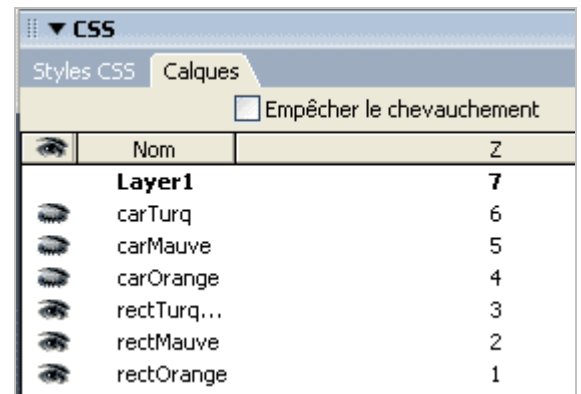 CSS
Styles CSS Calques
Empêcher le chevauchement
Nom Z
Layer1 7
carTurq 6
carMauve 5
carOrange 4
rectTurq... 3
rectMauve 2
rectOrange 1